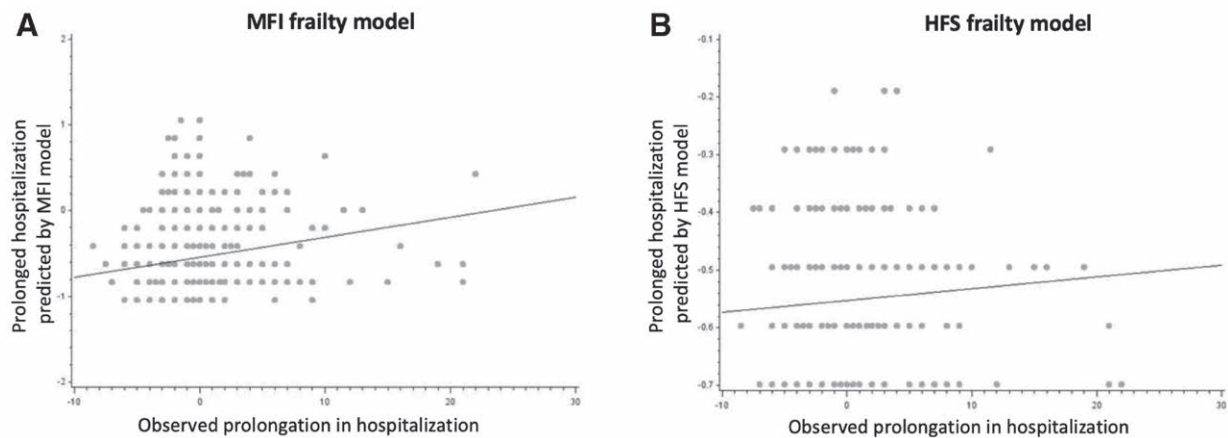 A
MFI frailty model
Prolonged hospitalization
predicted by MFI model
2
1
0
-1
-2
-10
0
10
20
30
Observed prolongation in hospitalization
B
HFS frailty model
Prolonged hospitalization
predicted by HFS model
-0.1
-0.2
-0.3
-0.4
-0.5
-0.6
-0.7
-10
0
10
20
30
Observed prolongation in hospitalization